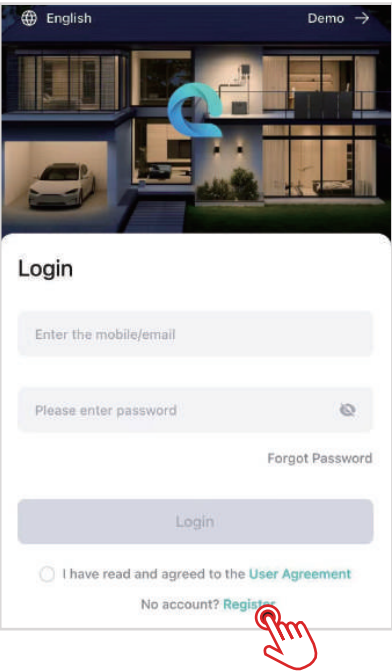 English
Demo →
Login
Enter the mobile/email
Please enter password
Forgot Password
Login
I have read and agreed to the User Agreement
No account? Register